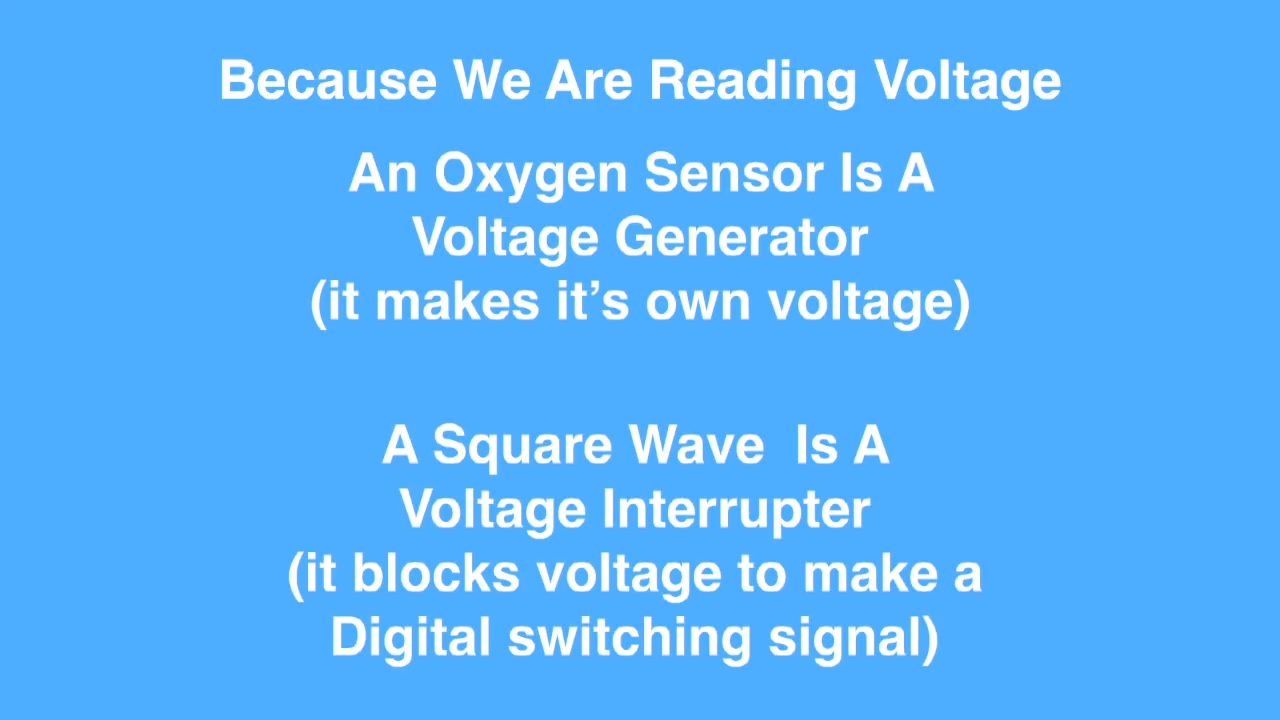 Because We Are Reading Voltage
An Oxygen Sensor Is A
Voltage Generator
(it makes it’s own voltage)
A Square Wave  Is A
Voltage Interrupter
(it blocks voltage to make a
Digital switching signal)